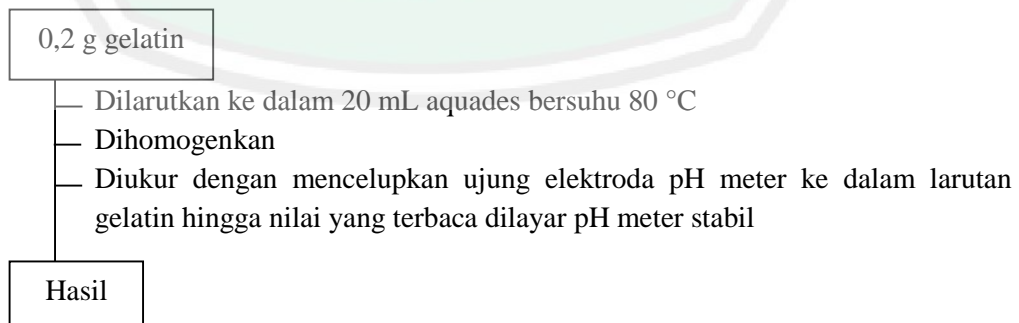 0,2 g gelatin
Dilarutkan ke dalam 20 mL aquades bersuhu 80 °C
Dihomogenkan
Diukur dengan mencelupkan ujung elektroda pH meter ke dalam larutan
gelatin hingga nilai yang terbaca dilayar pH meter stabil
Hasil